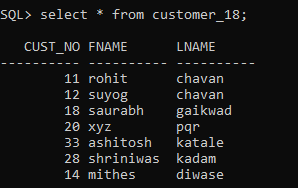 SQL> select * from customer_18;
CUST_NO FNAME LNAME
---------- ---------- ----------
11 rohit chavan
12 suyog chavan
18 saurabh gaikwad
20 xyz pqr
33 ashitosh katale
28 shriniwas kadam
14 mithes diwase